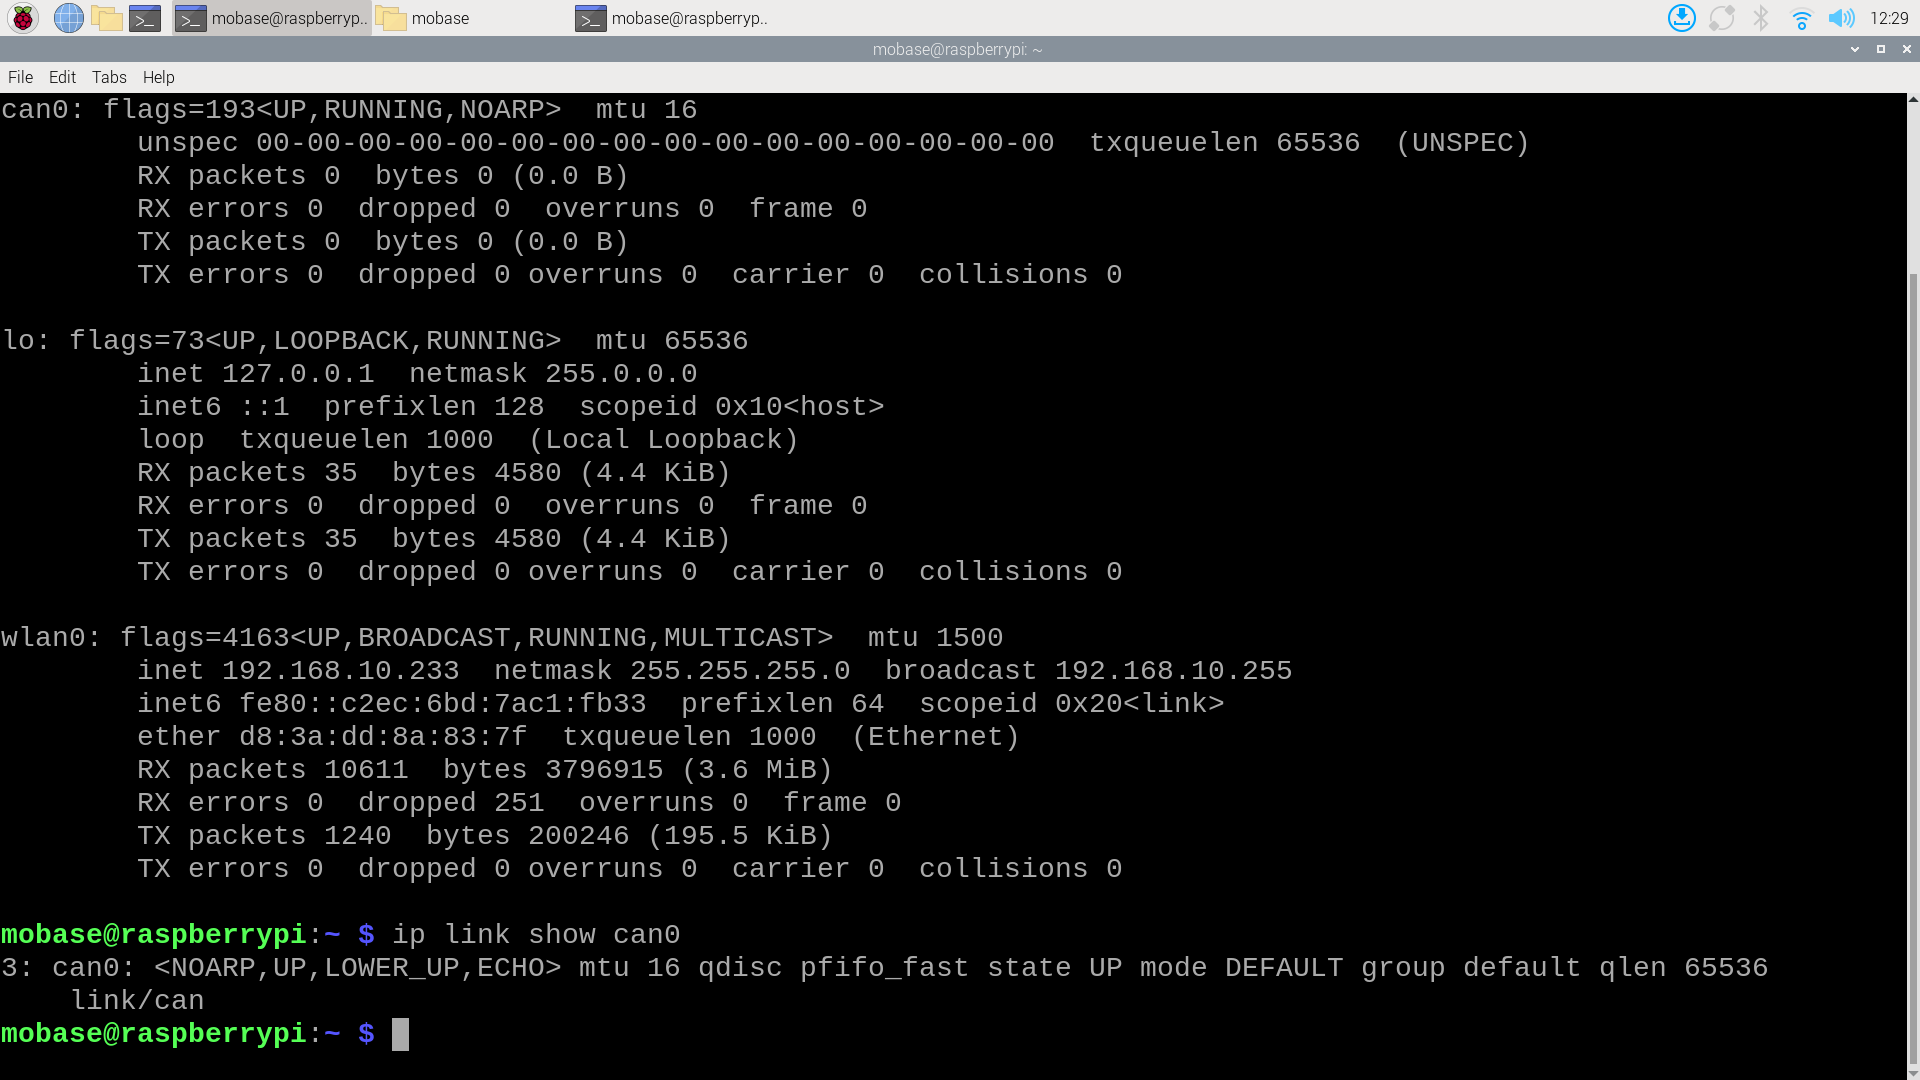 mobase@raspberryp.. mobase mobase@raspberryp.. 12:29
mobase@raspberrypi: ~
File Edit Tabs Help
can0: flags=193<UP,RUNNING,NOARP>  mtu 16
        unspec 00-00-00-00-00-00-00-00-00-00-00-00-00-00-00-00  txqueuelen 65536  (UNSPEC)
        RX packets 0  bytes 0 (0.0 B)
        RX errors 0  dropped 0  overruns 0  frame 0
        TX packets 0  bytes 0 (0.0 B)
        TX errors 0  dropped 0 overruns 0  carrier 0  collisions 0
lo: flags=73<UP,LOOPBACK,RUNNING>  mtu 65536
        inet 127.0.0.1  netmask 255.0.0.0
        inet6 ::1  prefixlen 128  scopeid 0x10<host>
        loop  txqueuelen 1000  (Local Loopback)
        RX packets 35  bytes 4580 (4.4 KiB)
        RX errors 0  dropped 0  overruns 0  frame 0
        TX packets 35  bytes 4580 (4.4 KiB)
        TX errors 0  dropped 0 overruns 0  carrier 0  collisions 0
wlan0: flags=4163<UP,BROADCAST,RUNNING,MULTICAST>  mtu 1500
        inet 192.168.10.233  netmask 255.255.255.0  broadcast 192.168.10.255
        inet6 fe80::c2ec:6bd:7ac1:fb33  prefixlen 64  scopeid 0x20<link>
        ether d8:3a:dd:8a:83:7f  txqueuelen 1000  (Ethernet)
        RX packets 10611  bytes 3796915 (3.6 MiB)
        RX errors 0  dropped 251  overruns 0  frame 0
        TX packets 1240  bytes 200246 (195.5 KiB)
        TX errors 0  dropped 0 overruns 0  carrier 0  collisions 0
mobase@raspberrypi:~ $ ip link show can0
3: can0: <NOARP,UP,LOWER_UP,ECHO> mtu 16 qdisc pfifo_fast state UP mode DEFAULT group default qlen 65536
    link/can
mobase@raspberrypi:~ $